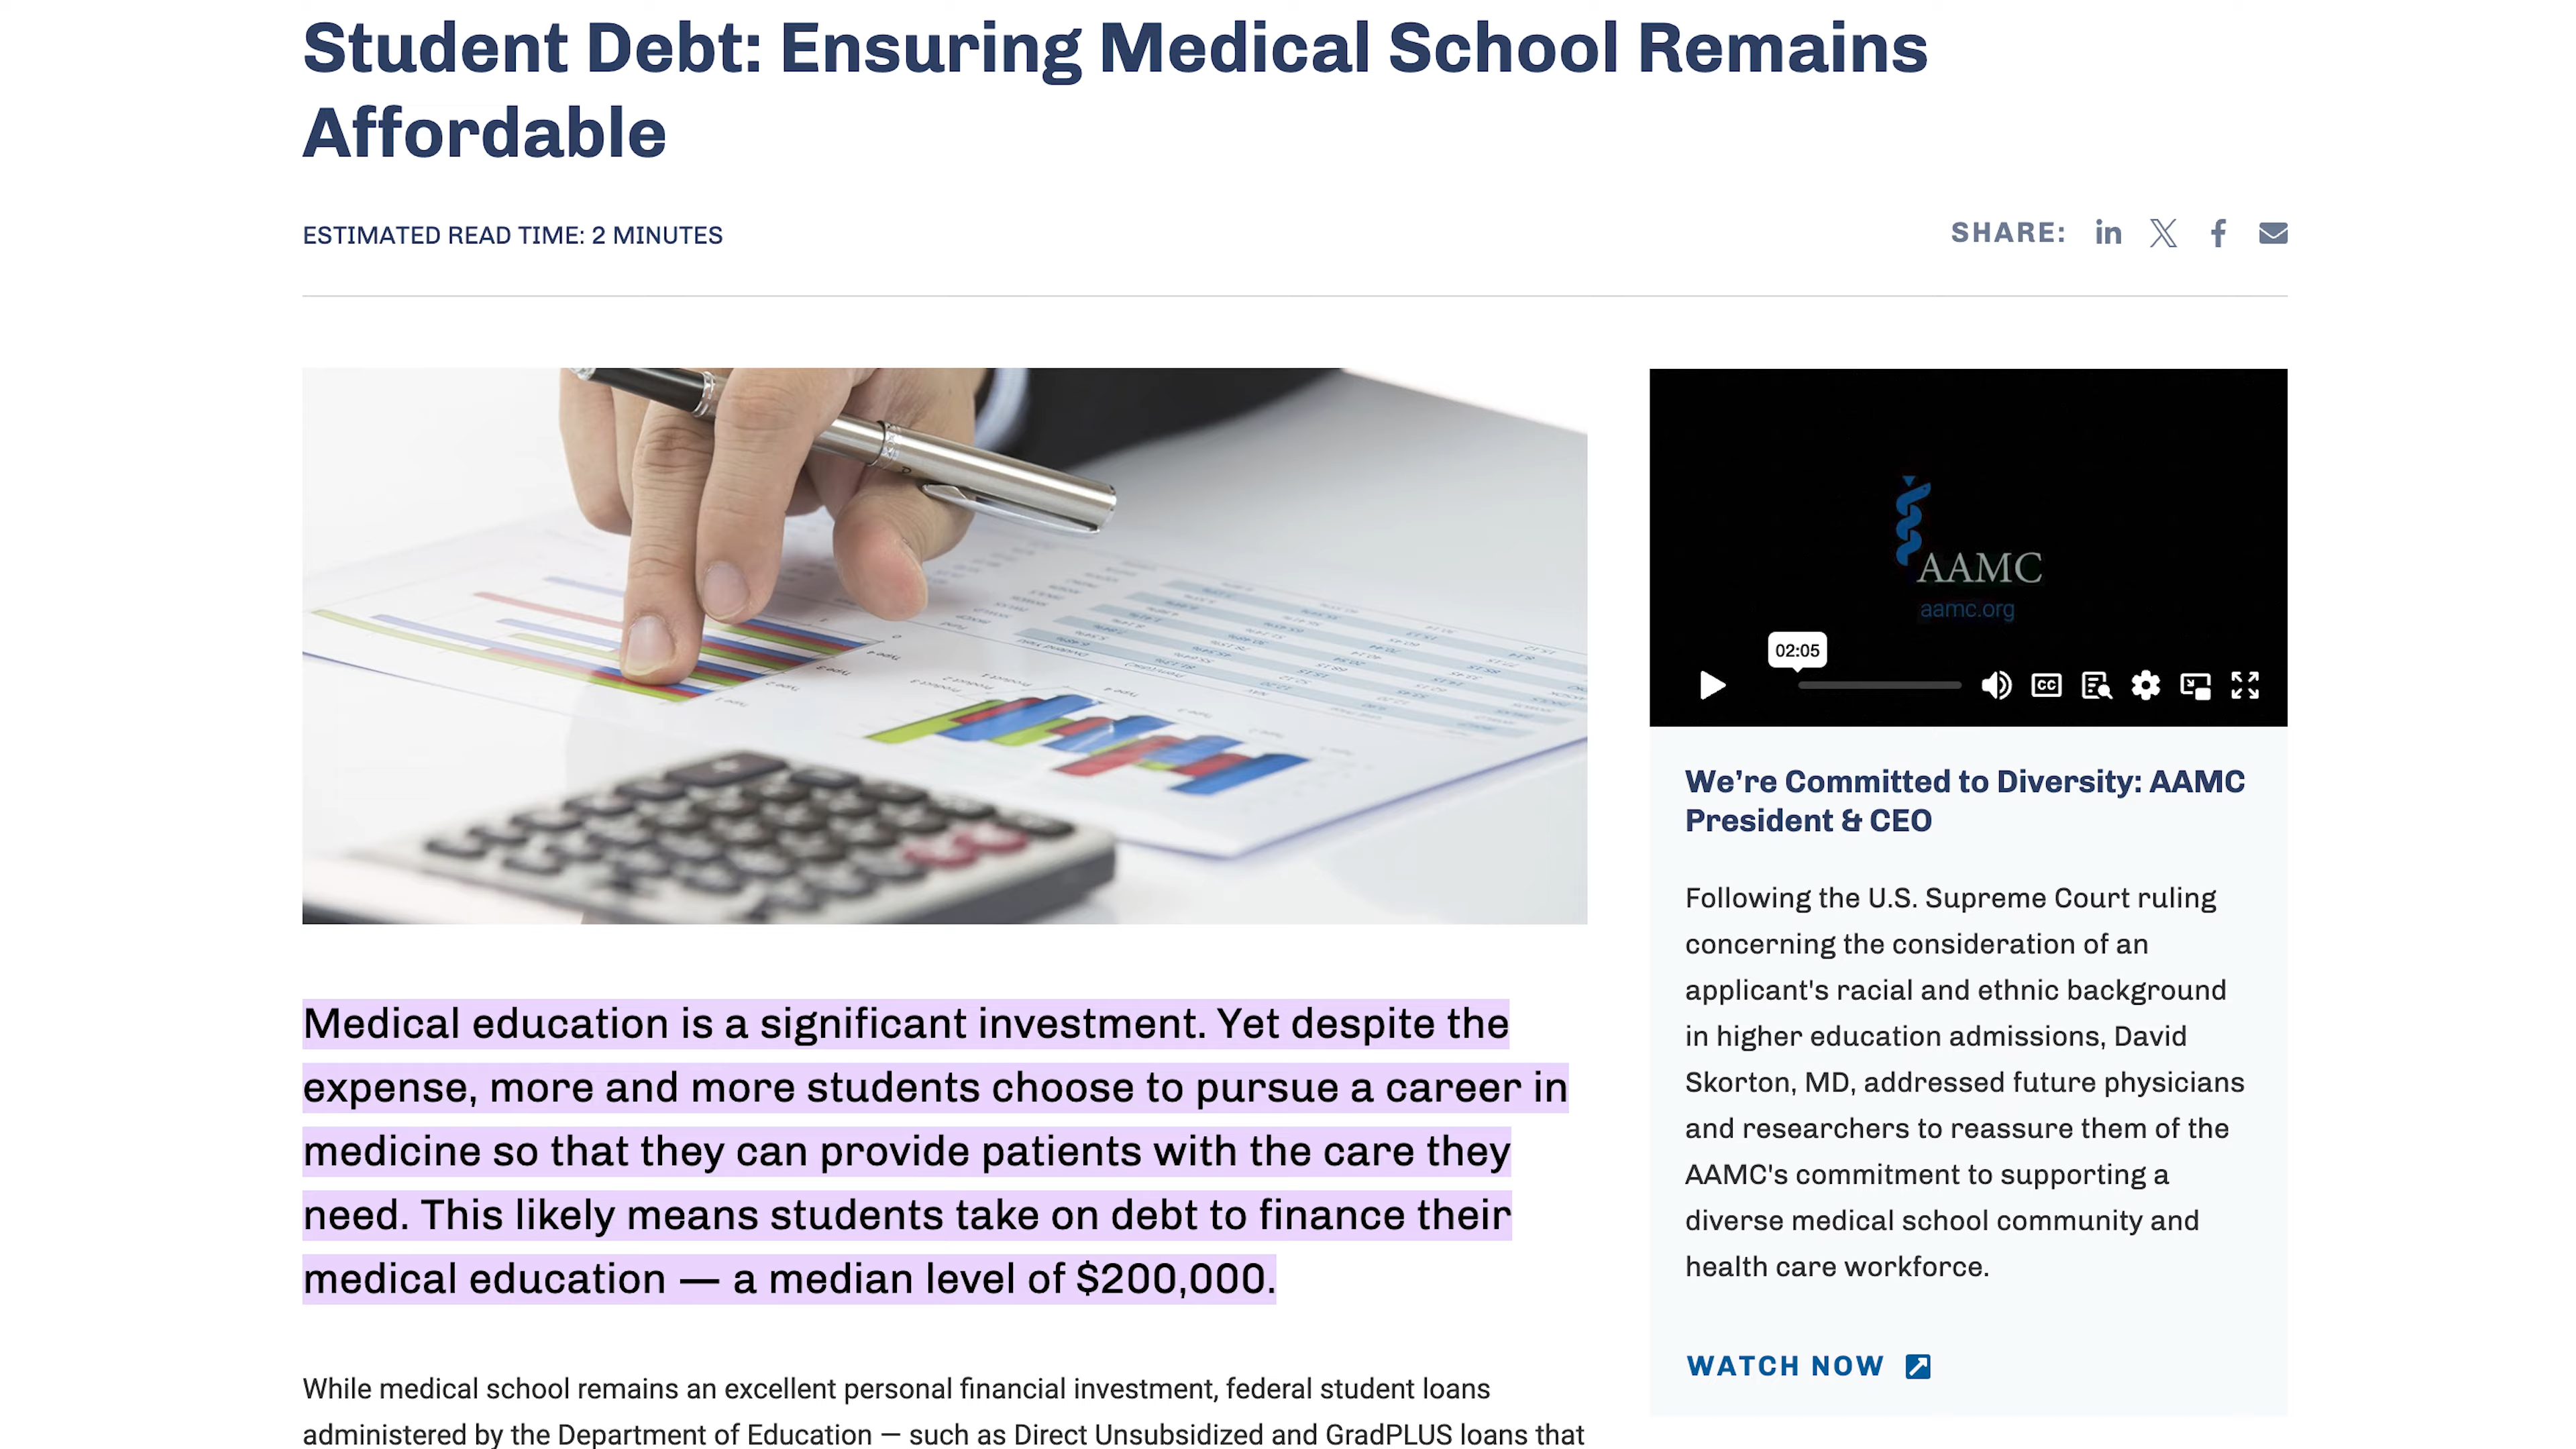 Student Debt: Ensuring Medical School Remains
Affordable
ESTIMATED READ TIME: 2 MINUTES
SHARE:
AAMC
aamc.org
02:05
CC
We're Committed to Diversity: AAMC
President & CEO
Following the U.S. Supreme Court ruling
concerning the consideration of an
applicant's racial and ethnic background
in higher education admissions, David
Skorton, MD, addressed future physicians
and researchers to reassure them of the
AAMC's commitment to supporting a
diverse medical school community and
health care workforce.
WATCH NOW
Medical education is a significant investment. Yet despite the
expense, more and more students choose to pursue a career in
medicine so that they can provide patients with the care they
need. This likely means students take on debt to finance their
medical education — a median level of $200,000.
While medical school remains an excellent personal financial investment, federal student loans
administered by the Department of Education — such as Direct Unsubsidized and GradPLUS loans that